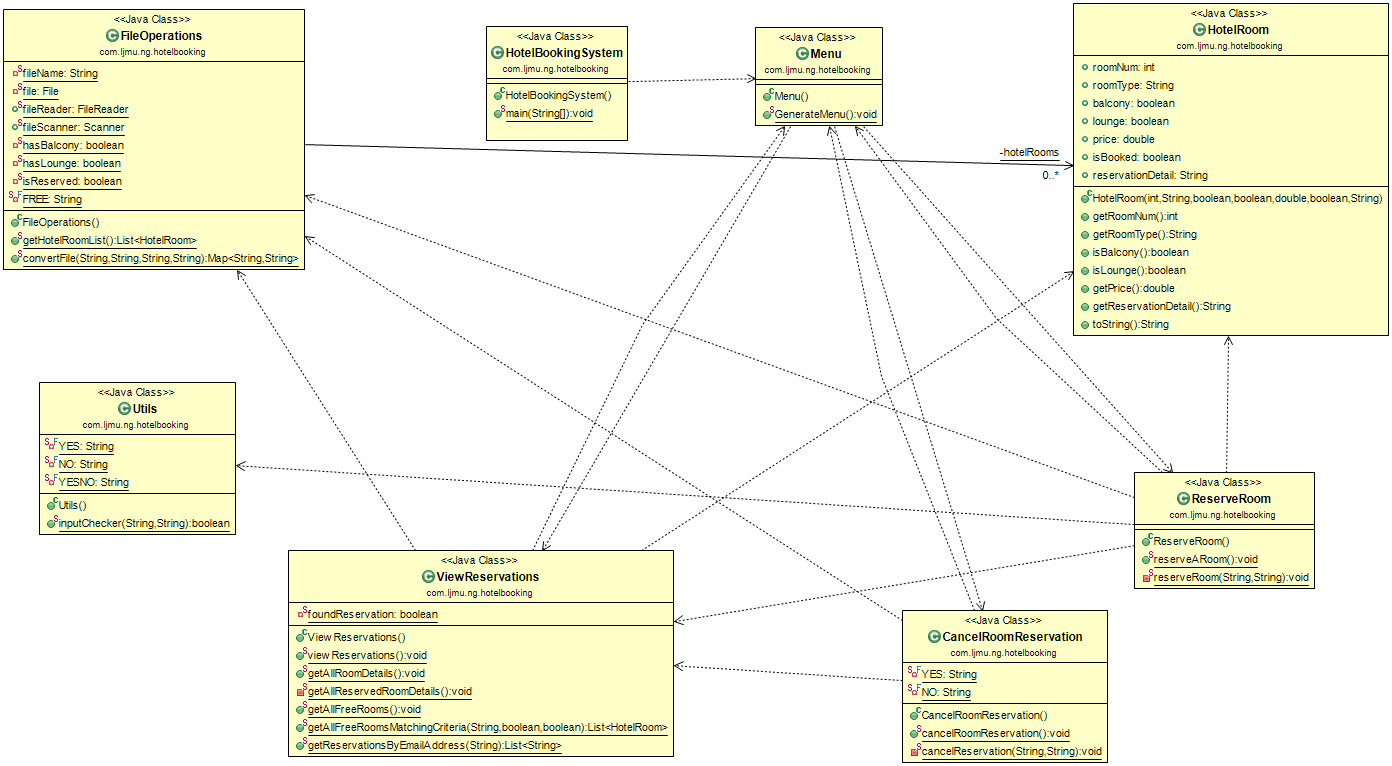 <<Java Class>>
FileOperations
com.ljmu.ng.hotelbooking
fileName: String
file: File
fileReader: FileReader
fileScanner: Scanner
hasBalcony: boolean
hasLounge: boolean
isReserved: boolean
FREE: String
FileOperations()
getHotelRoomList():List<HotelRoom>
convertFile(String,String,String,String):Map<String,String>
<<Java Class>>
HotelBookingSystem
com.ljmu.ng.hotelbooking
HotelBookingSystem()
main(String[]):void
<<Java Class>>
Menu
com.ljmu.ng.hotelbooking
Menu()
GenerateMenu():void
<<Java Class>>
HotelRoom
com.ljmu.ng.hotelbooking
roomNum: int
roomType: String
balcony: boolean
lounge: boolean
price: double
isBooked: boolean
reservationDetail: String
HotelRoom(int,String,boolean,boolean,double,boolean,String)
getRoomNum():int
getRoomType():String
isBalcony():boolean
isLounge():boolean
getPrice():double
getReservationDetail():String
toString():String
-hotelRooms
0..*
<<Java Class>>
Utils
com.ljmu.ng.hotelbooking
YES: String
NO: String
YESNO: String
Utils()
inputChecker(String,String):boolean
<<Java Class>>
ViewReservations
com.ljmu.ng.hotelbooking
foundReservation: boolean
ViewReservations()
viewReservations():void
getAllRoomDetails():void
getAllReservedRoomDetails():void
getAllFreeRooms():void
getAllFreeRoomsMatchingCriteria(String,boolean,boolean):List<HotelRoom>
getReservationsByEmailAddress(String):List<String>
<<Java Class>>
ReserveRoom
com.ljmu.ng.hotelbooking
ReserveRoom()
reserveARoom():void
reserveRoom(String,String):void
<<Java Class>>
CancelRoomReservation
com.ljmu.ng.hotelbooking
YES: String
NO: String
CancelRoomReservation()
cancelRoomReservation():void
cancelReservation(String,String):void